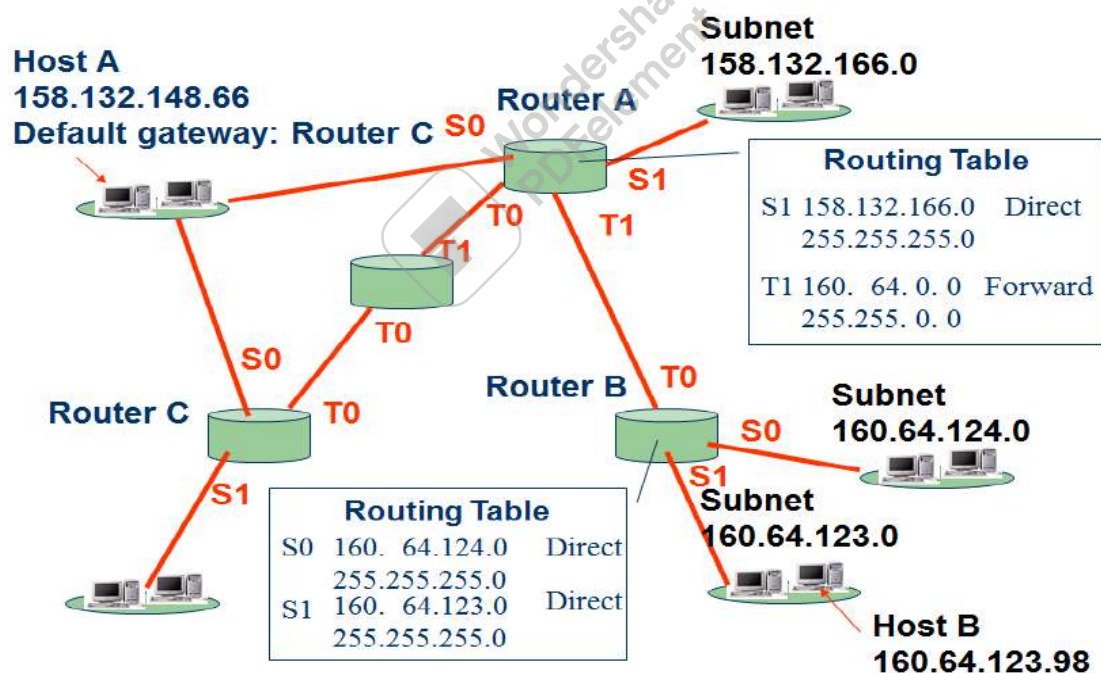 Subnet
158.132.166.0
Host A
158.132.148.66
Default gateway: Router C
S0
Router A
S1
T0
T1
Routing Table
S1 158.132.166.0 Direct
255.255.255.0
T1 160. 64. 0. 0 Forward
255.255. 0. 0
T1
T0
S0
Router C
T0
S1
Router B
T0
S0
S1
Subnet
160.64.124.0
Subnet
160.64.123.0
Routing Table
S0 160. 64.124.0 Direct
255.255.255.0
S1 160. 64.123.0 Direct
255.255.255.0
Host B
160.64.123.98
Wondershare
PDFelement